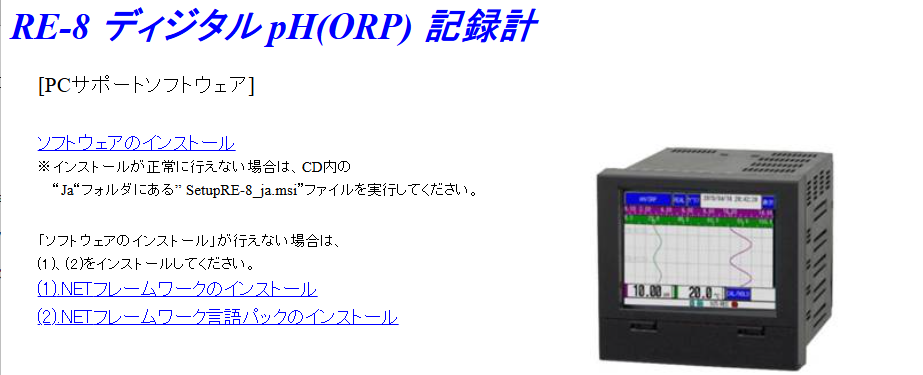 RE-8 ディジタル pH(ORP) 記録計
[PCサポートソフトウェア]
ソフトウェアのインストール
※インストールが正常に行えない場合は、CD内の
“Ja“フォルダにある” SetupRE-8_ja.msi”ファイルを実行してください。
「ソフトウェアのインストール」が行えない場合は、
(1)、(2)をインストールしてください。
(1).NETフレームワークのインストール
(2).NETフレームワーク言語パックのインストール
pH/ORP REAL
10.00 pH 20.0 ℃ CAL/HOLD